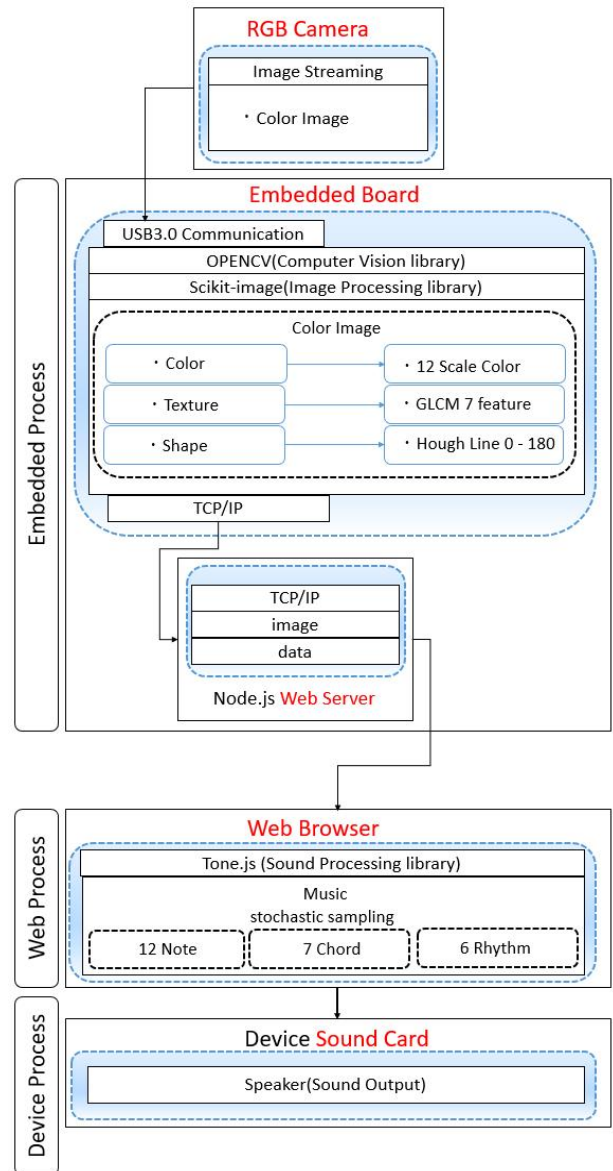 RGB Camera
Image Streaming
· Color Image
Embedded Process
Embedded Board
USB3.0 Communication
OPENCV(Computer Vision library)
Scikit-image(Image Processing library)
Color Image
· Color
· 12 Scale Color
· Texture
· GLCM 7 feature
· Shape
· Hough Line 0 - 180
TCP/IP
TCP/IP
image
data
Node.js Web Server
Web Process
Web Browser
Tone.js (Sound Processing library)
Music
stochastic sampling
12 Note
7 Chord
6 Rhythm
Device Process
Device Sound Card
Speaker(Sound Output)